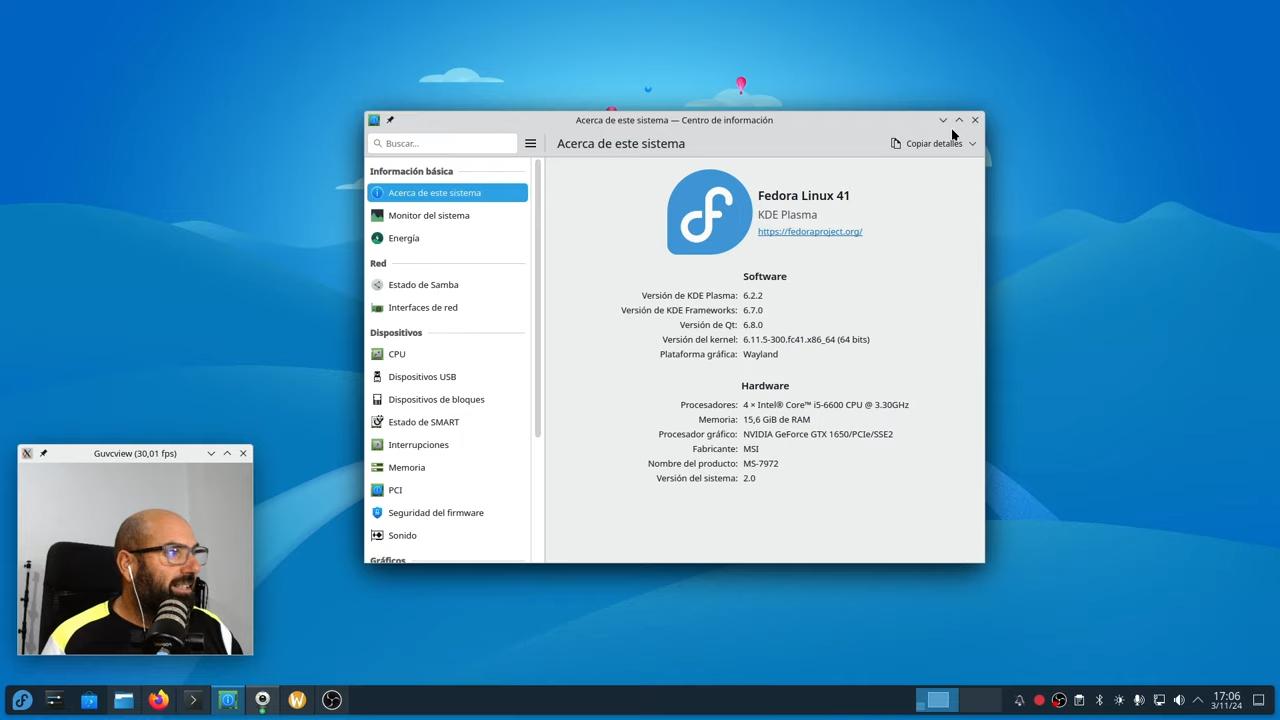 Acerca de este sistema — Centro de información
Buscar...
Acerca de este sistema
Copiar detalles
Información básica
Acerca de este sistema
Monitor del sistema
Energía
Red
Estado de Samba
Interfaces de red
Dispositivos
CPU
Dispositivos USB
Dispositivos de bloques
Estado de SMART
Interrupciones
Memoria
PCI
Seguridad del firmware
Sonido
Gráficos
Fedora Linux 41
KDE Plasma
https://fedoraproject.org/
Software
Versión de KDE Plasma: 6.2.2
Versión de KDE Frameworks: 6.7.0
Versión de Qt: 6.8.0
Versión del kernel: 6.11.5-300.fc41.x86_64 (64 bits)
Plataforma gráfica: Wayland
Hardware
Procesadores: 4 × Intel® Core™ i5-6600 CPU @ 3.30GHz
Memoria: 15,6 GiB de RAM
Procesador gráfico: NVIDIA GeForce GTX 1650/PCIe/SSE2
Fabricante: MSI
Nombre del producto: MS-7972
Versión del sistema: 2.0
Guvcview (30,01 fps)
17:06
3/11/24